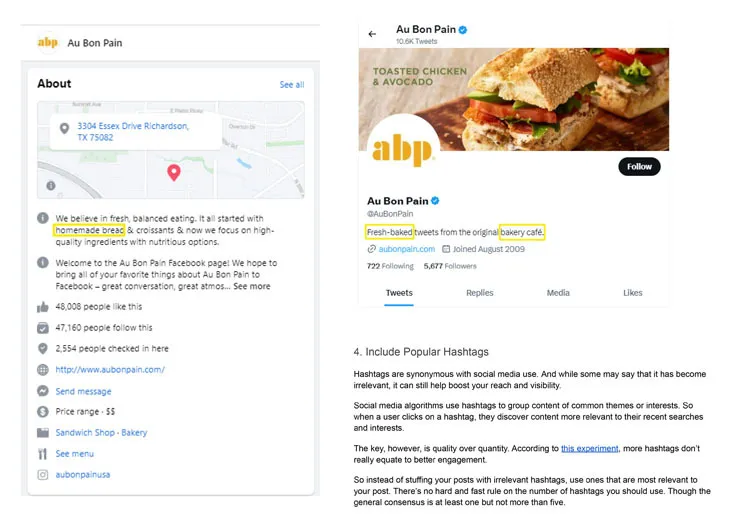 abp Au Bon Pain
About
See all
Summit Ave
E Plano Pkwy
Owerton Dr
3304 Essex Drive Richardson,
TX 75082
We believe in fresh, balanced eating. It all started with
homemade bread & croissants & now we focus on high-
quality ingredients with nutritious options.
Welcome to the Au Bon Pain Facebook page! We hope to
bring all of your favorite things about Au Bon Pain to
Facebook – great conversation, great atmos... See more
48,008 people like this
47,160 people follow this
2,554 people checked in here
http://www.aubonpain.com/
Send message
Price range · $$
Sandwich Shop · Bakery
See menu
aubonpainusa
Au Bon Pain
10.6K Tweets
TOASTED CHICKEN
& AVOCADO
abp
Follow
Au Bon Pain
@AuBonPain
Fresh-baked tweets from the original bakery café.
aubonpain.com Joined August 2009
722 Following 5,677 Followers
Tweets Replies Media Likes
4. Include Popular Hashtags
Hashtags are synonymous with social media use. And while some may say that it has become
irrelevant, it can still help boost your reach and visibility.
Social media algorithms use hashtags to group content of common themes or interests. So
when a user clicks on a hashtag, they discover content more relevant to their recent searches
and interests.
The key, however, is quality over quantity. According to this experiment, more hashtags don't
really equate to better engagement.
So instead of stuffing your posts with irrelevant hashtags, use ones that are most relevant to
your post. There's no hard and fast rule on the number of hashtags you should use. Though the
general consensus is at least one but not more than five.